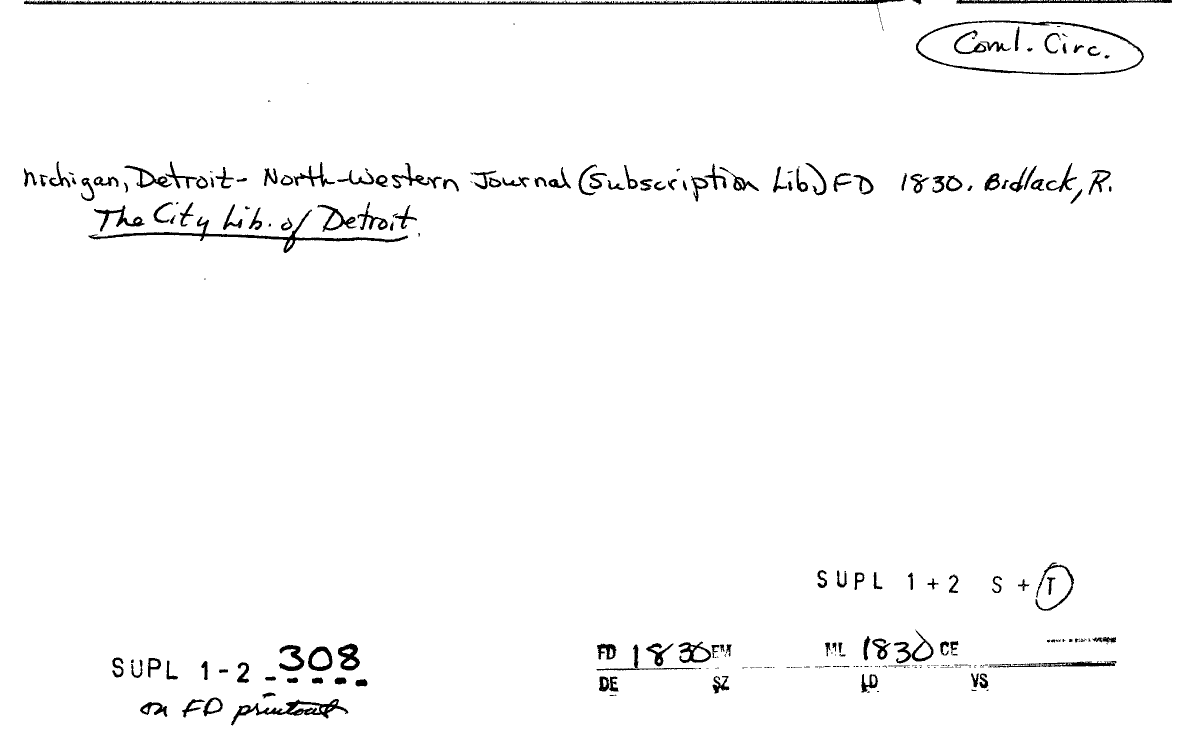 Coml. Circ.
Michigan, Detroit- North-Western Journal (Subscription Lib.) FD 1830. Bidlack, R.
The City Lib. of Detroit.
SUPL 1+2 S+T
SUPL 1-2 308
on FD printout
FD 1830 EM ML 1830 CE
DE SZ LD VS